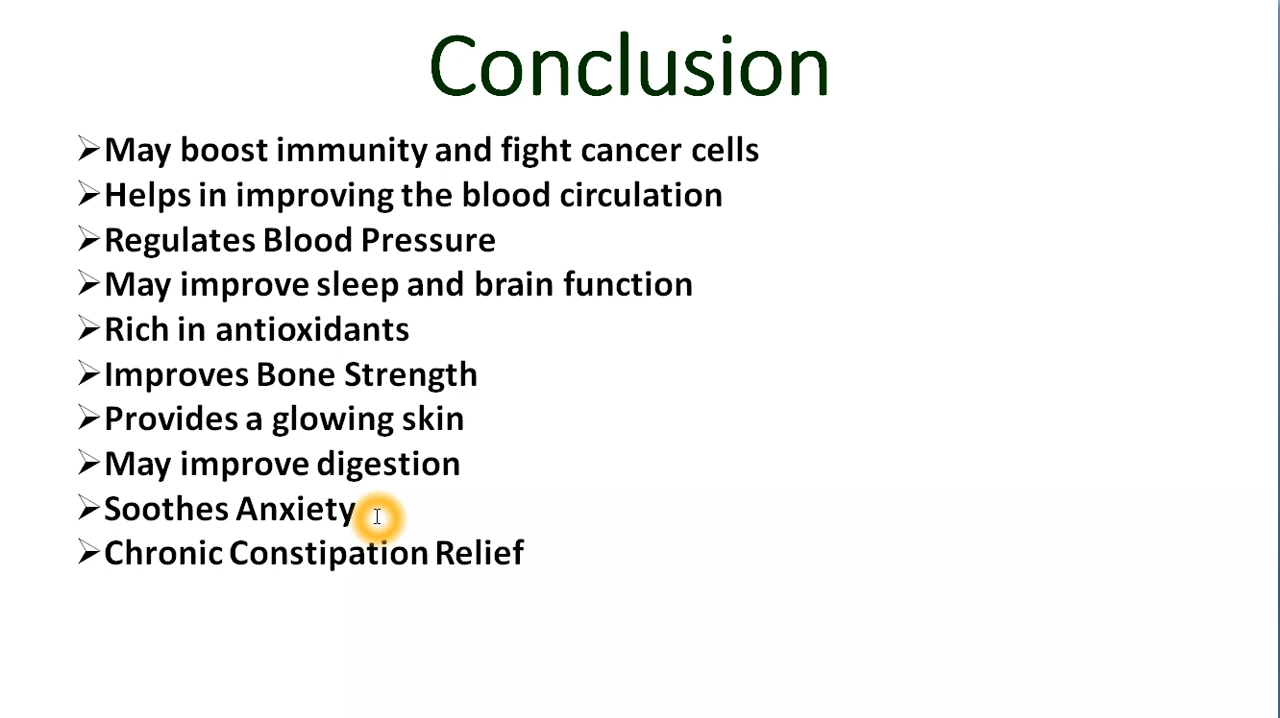 Conclusion
➢May boost immunity and fight cancer cells
➢Helps in improving the blood circulation
➢Regulates Blood Pressure
➢May improve sleep and brain function
➢Rich in antioxidants
➢Improves Bone Strength
➢Provides a glowing skin
➢May improve digestion
➢Soothes Anxiety
➢Chronic Constipation Relief